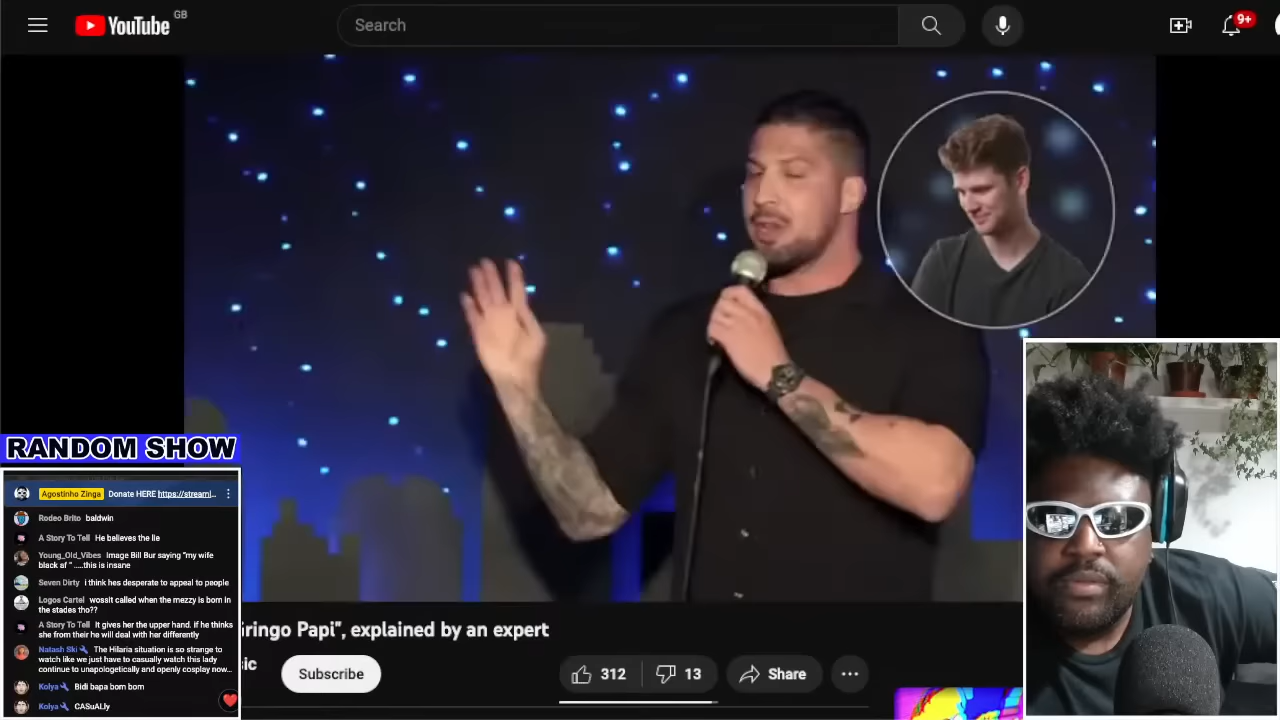 YouTube GB
Search
9+
RANDOM SHOW
Agostinho Zinga Donate HERE https://streaml...
Rodeo Brito baldwin
A Story To Tell He believes the lie
Young_Old_Vibes Image Bill Bur saying "my wife
black af " .....this is insane
Seven Dirty i think hes desperate to appeal to people
Logos Cartel wossit called when the mezzy is born in
the stades tho??
A Story To Tell It gives her the upper hand. if he thinks
she from their he will deal with her differently
Natash Ski The Hilaria situation is so strange to
watch like we just have to casually watch this lady
continue to unapologetically and openly cosplay now...
Kolya Bidi bapa bom bom
Kolya CASuALly
ringo Papi", explained by an expert
sic
Subscribe
312
13
Share